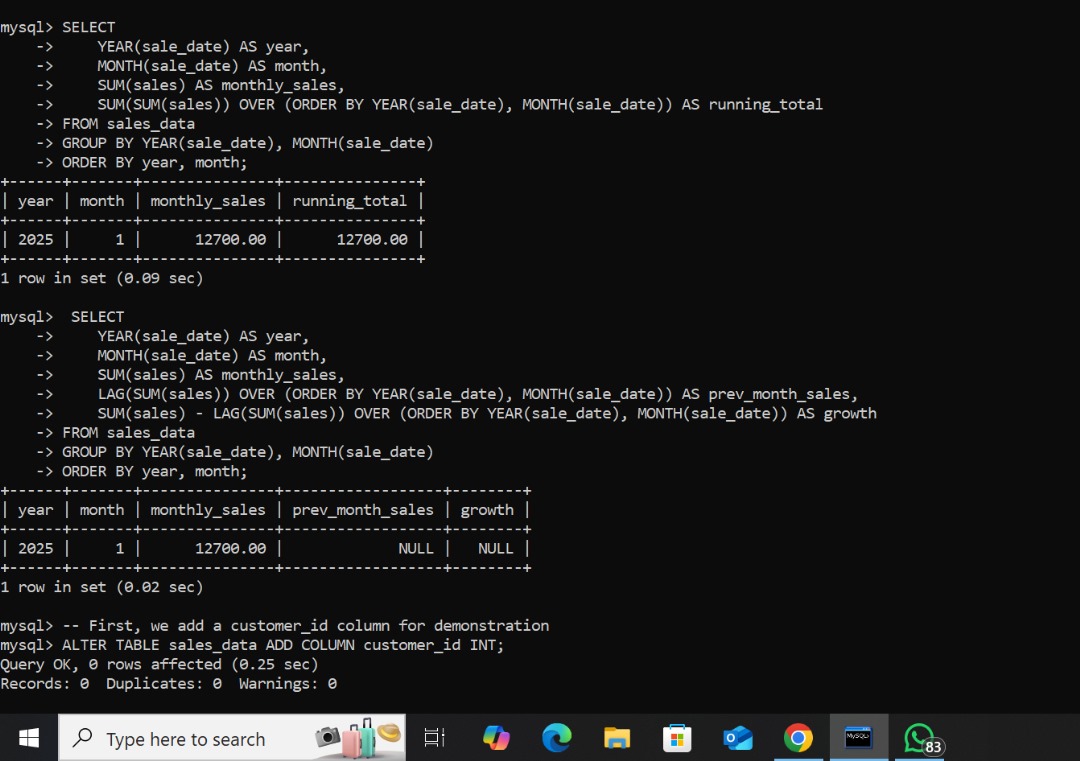 mysql> SELECT
    ->     YEAR(sale_date) AS year,
    ->     MONTH(sale_date) AS month,
    ->     SUM(sales) AS monthly_sales,
    ->     SUM(SUM(sales)) OVER (ORDER BY YEAR(sale_date), MONTH(sale_date)) AS running_total
    -> FROM sales_data
    -> GROUP BY YEAR(sale_date), MONTH(sale_date)
    -> ORDER BY year, month;
+------+-------+---------------+---------------+
| year | month | monthly_sales | running_total |
+------+-------+---------------+---------------+
| 2025 |     1 |      12700.00 |      12700.00 |
+------+-------+---------------+---------------+
1 row in set (0.09 sec)

mysql>  SELECT
    ->     YEAR(sale_date) AS year,
    ->     MONTH(sale_date) AS month,
    ->     SUM(sales) AS monthly_sales,
    ->     LAG(SUM(sales)) OVER (ORDER BY YEAR(sale_date), MONTH(sale_date)) AS prev_month_sales,
    ->     SUM(sales) - LAG(SUM(sales)) OVER (ORDER BY YEAR(sale_date), MONTH(sale_date)) AS growth
    -> FROM sales_data
    -> GROUP BY YEAR(sale_date), MONTH(sale_date)
    -> ORDER BY year, month;
+------+-------+---------------+------------------+--------+
| year | month | monthly_sales | prev_month_sales | growth |
+------+-------+---------------+------------------+--------+
| 2025 |     1 |      12700.00 |             NULL |   NULL |
+------+-------+---------------+------------------+--------+
1 row in set (0.02 sec)

mysql> -- First, we add a customer_id column for demonstration
mysql> ALTER TABLE sales_data ADD COLUMN customer_id INT;
Query OK, 0 rows affected (0.25 sec)
Records: 0  Duplicates: 0  Warnings: 0
Type here to search
MySQL
83